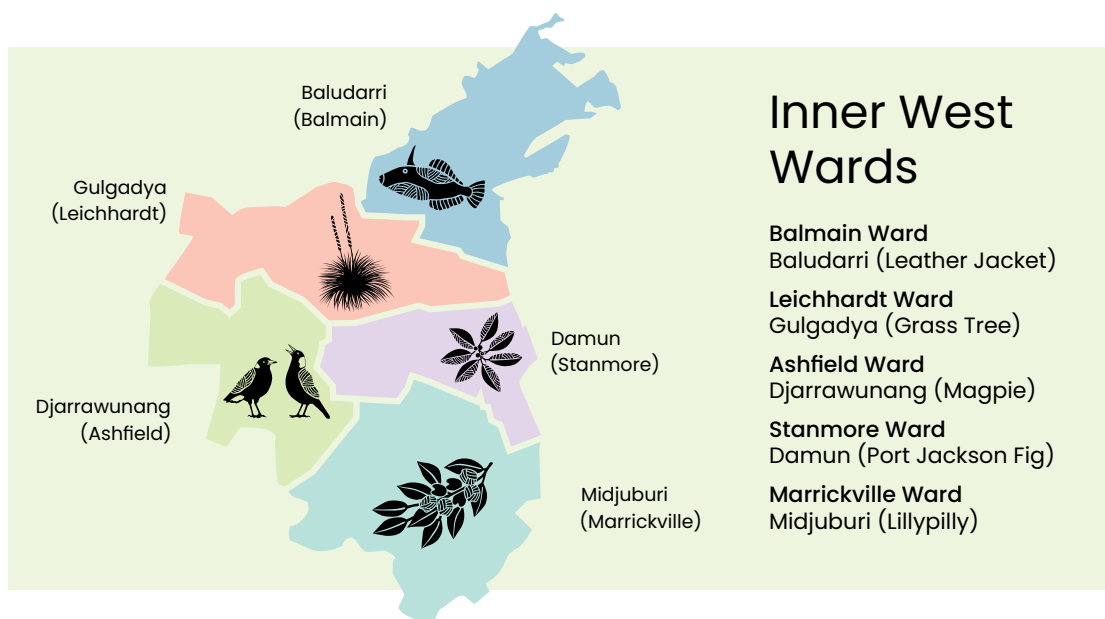 Baludarri
(Balmain)
Gulgadya
(Leichhardt)
Djarrawunang
(Ashfield)
Damun
(Stanmore)
Midjuburi
(Marrickville)
Inner West
Wards
Balmain Ward
Baludarri (Leather Jacket)
Leichhardt Ward
Gulgadya (Grass Tree)
Ashfield Ward
Djarrawunang (Magpie)
Stanmore Ward
Damun (Port Jackson Fig)
Marrickville Ward
Midjuburi (Lillypilly)